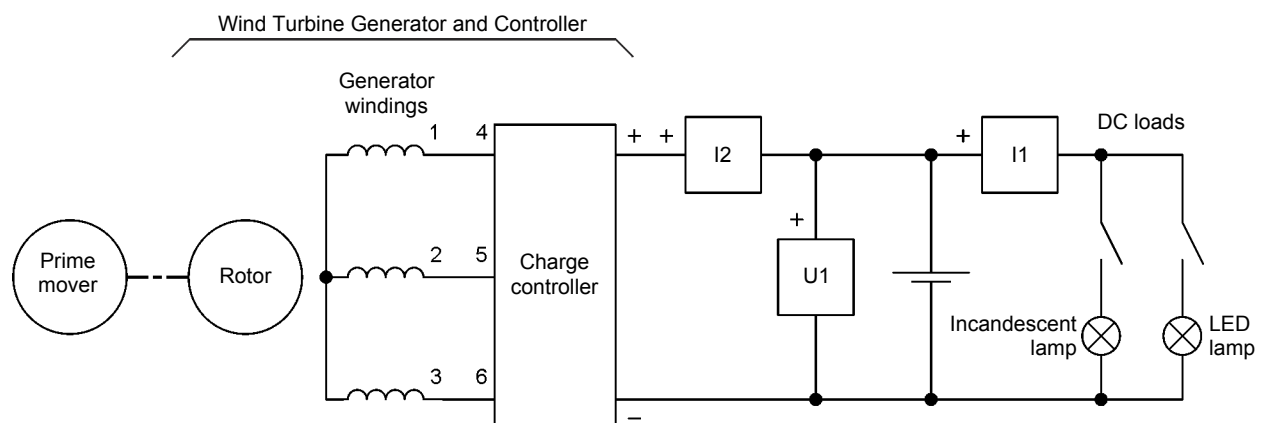 Wind Turbine Generator and Controller
Generator
windings
1 4
+ +
I2
+
I1
DC loads
Prime
mover
Rotor
2 5
Charge
controller
+
U1
3 6
Incandescent
lamp
LED
lamp
−